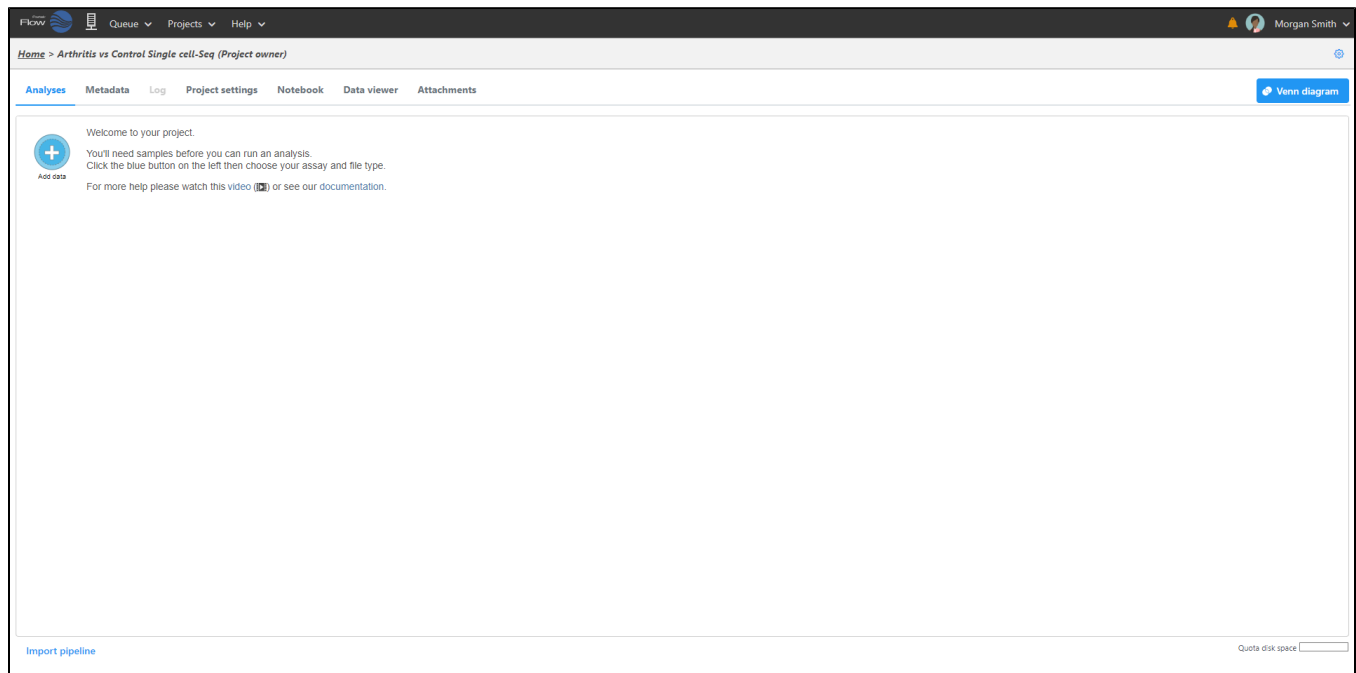 Partek
Flow Queue Projects Help Morgan Smith
Home > Arthritis vs Control Single cell-Seq (Project owner)
Analyses Metadata Log Project settings Notebook Data viewer Attachments Venn diagram
Welcome to your project.
You'll need samples before you can run an analysis.
Click the blue button on the left then choose your assay and file type.
Add data
For more help please watch this video () or see our documentation.
Import pipeline
Quota disk space